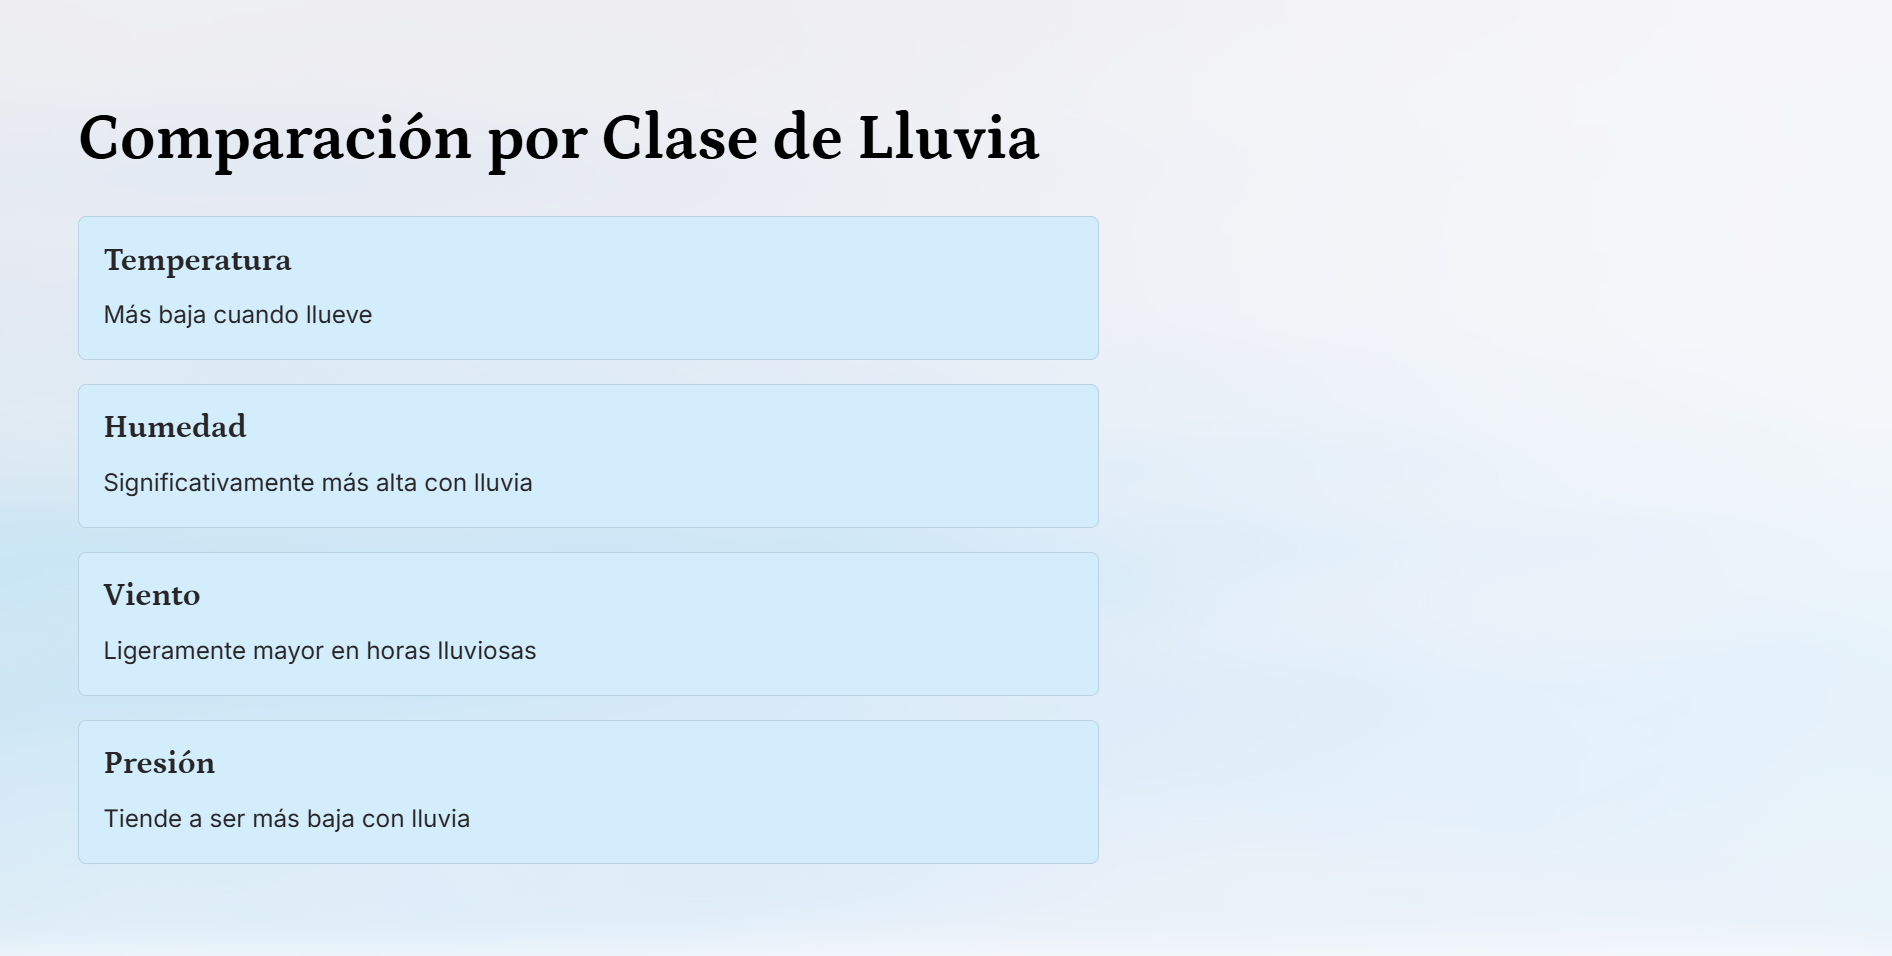 Comparación por Clase de Lluvia
Temperatura
Más baja cuando llueve
Humedad
Significativamente más alta con lluvia
Viento
Ligeramente mayor en horas lluviosas
Presión
Tiende a ser más baja con lluvia